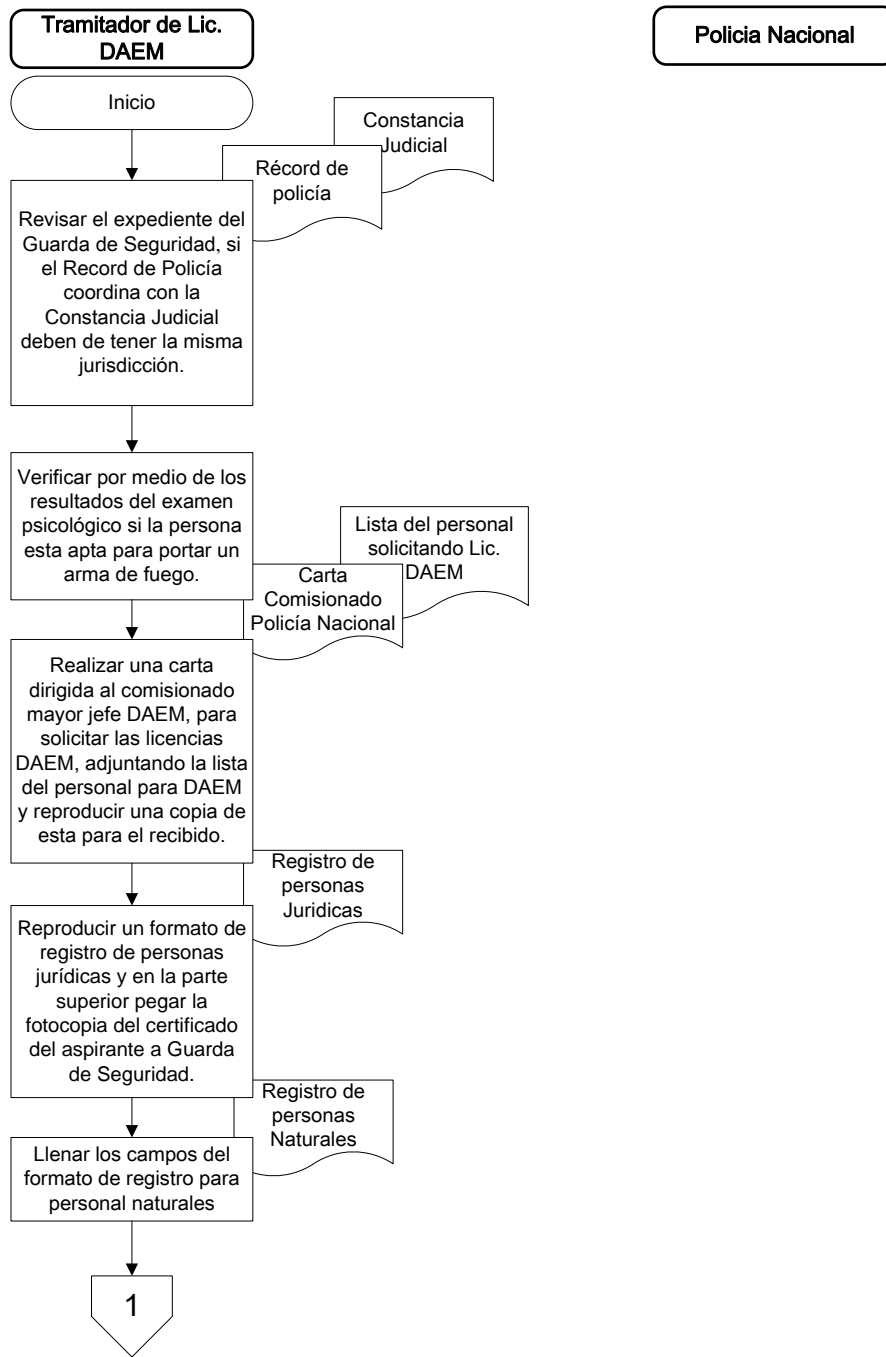 Tramitador de Lic.
DAEM
Policia Nacional
Inicio
Constancia
Judicial
Récord de
policía
Revisar el expediente del
Guarda de Seguridad, si
el Record de Policía
coordina con la
Constancia Judicial
deben de tener la misma
jurisdicción.
Verificar por medio de los
resultados del examen
psicológico si la persona
esta apta para portar un
arma de fuego.
Lista del personal
solicitando Lic.
DAEM
Carta
Comisionado
Policía Nacional
Realizar una carta
dirigida al comisionado
mayor jefe DAEM, para
solicitar las licencias
DAEM, adjuntando la lista
del personal para DAEM
y reproducir una copia de
esta para el recibido.
Registro de
personas
Juridicas
Reproducir un formato de
registro de personas
jurídicas y en la parte
superior pegar la
fotocopia del certificado
del aspirante a Guarda
de Seguridad.
Registro de
personas
Naturales
Llenar los campos del
formato de registro para
personal naturales
1